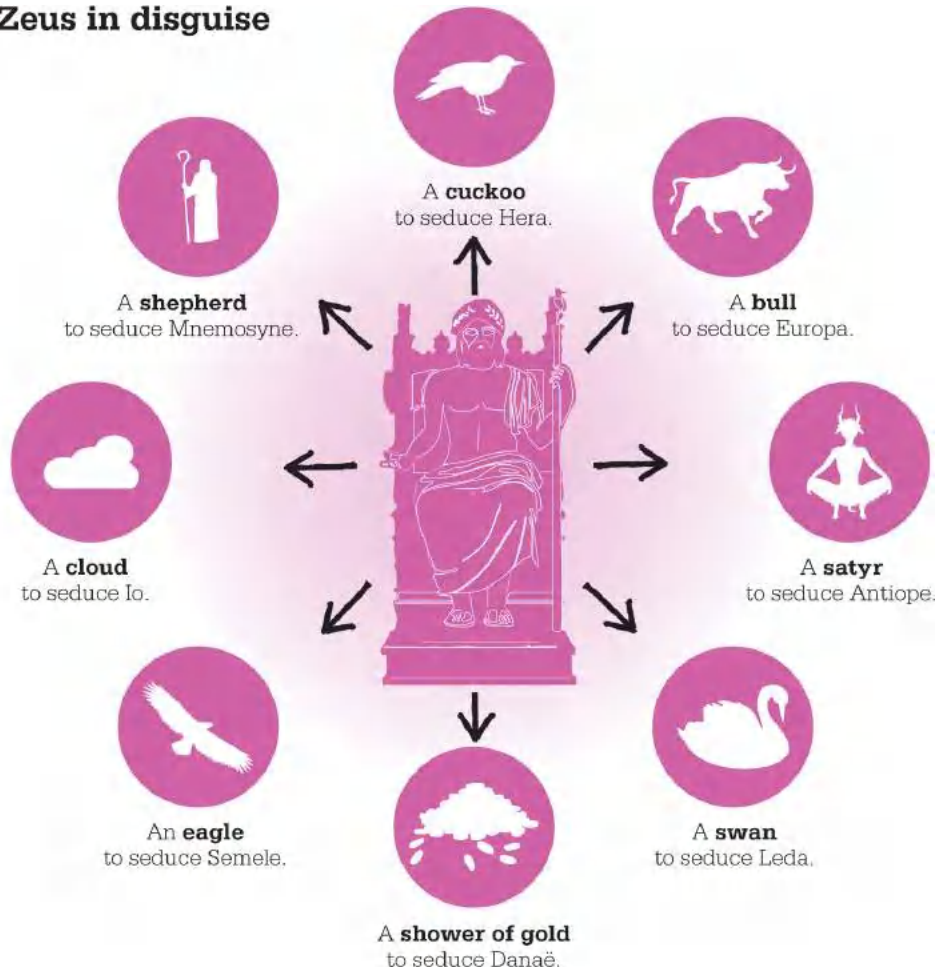 Zeus in disguise
A cuckoo
to seduce Hera.
A shepherd
to seduce Mnemosyne.
A bull
to seduce Europa.
A cloud
to seduce Io.
A satyr
to seduce Antiope.
An eagle
to seduce Semele.
A swan
to seduce Leda.
A shower of gold
to seduce Danaë.